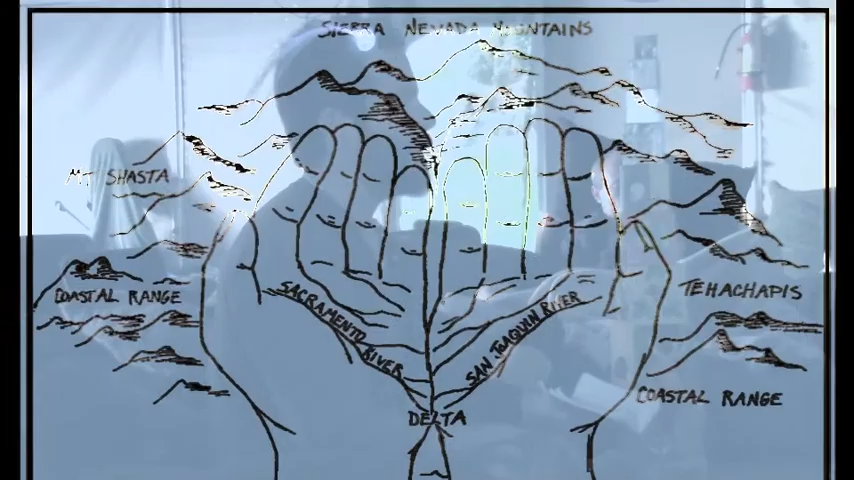 SIERRA NEVADA MOUNTAINS
MT SHASTA
COASTAL RANGE
TEHACHAPIS
SACRAMENTO RIVER
SAN JOAQUIN RIVER
COASTAL RANGE
DELTA